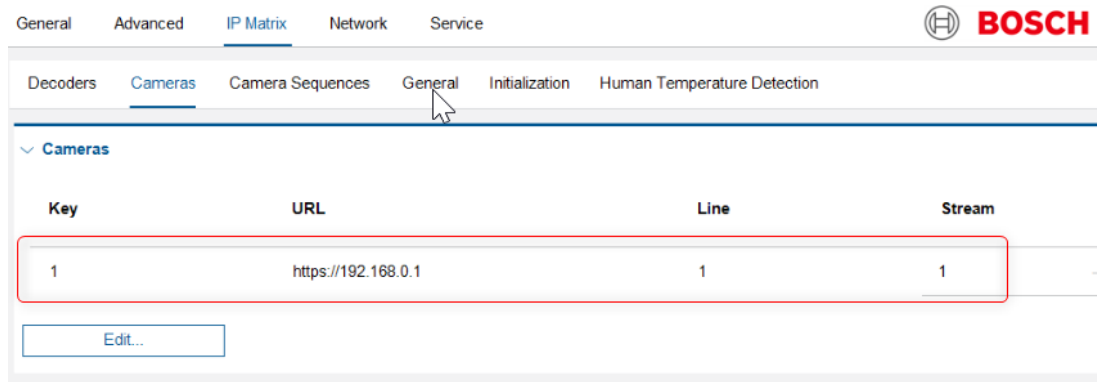 General Advanced IP Matrix Network Service BOSCH
Decoders Cameras Camera Sequences General Initialization Human Temperature Detection
Cameras
Key URL Line Stream
1 https://192.168.0.1 1 1
Edit...